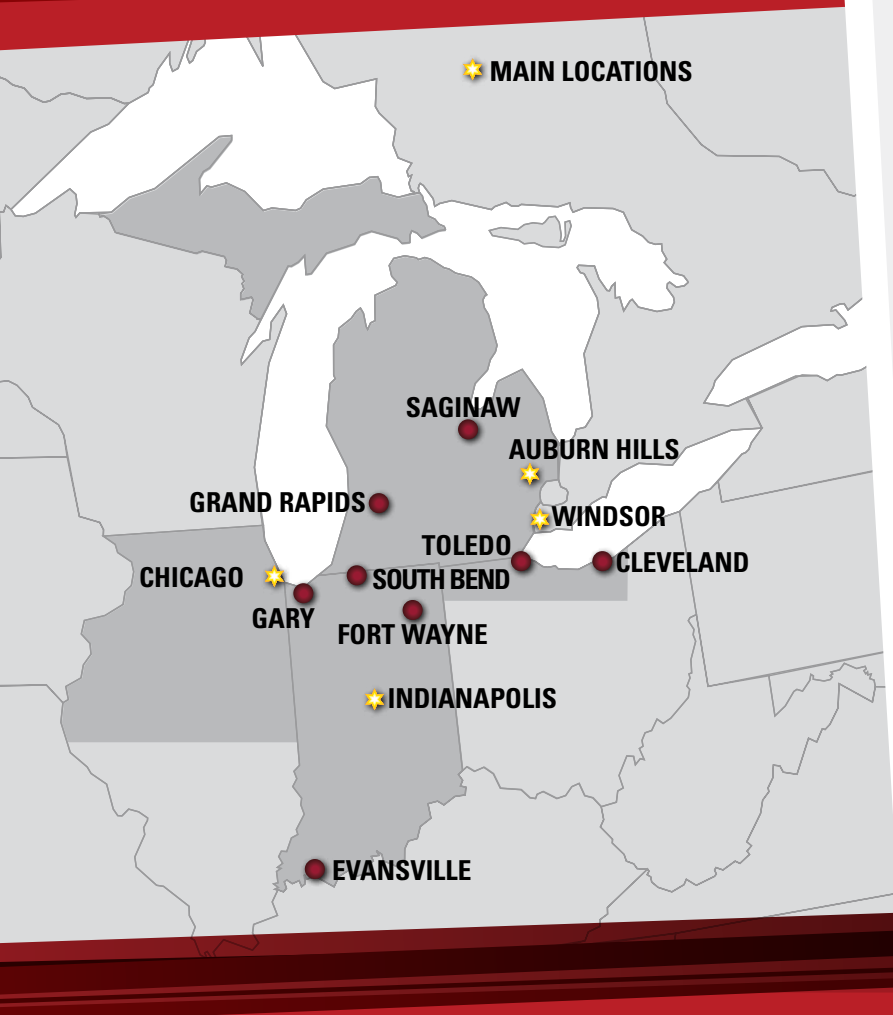 MAIN LOCATIONS
SAGINAW
AUBURN HILLS
GRAND RAPIDS
WINDSOR
TOLEDO
CLEVELAND
CHICAGO
SOUTH BEND
GARY
FORT WAYNE
INDIANAPOLIS
EVANSVILLE